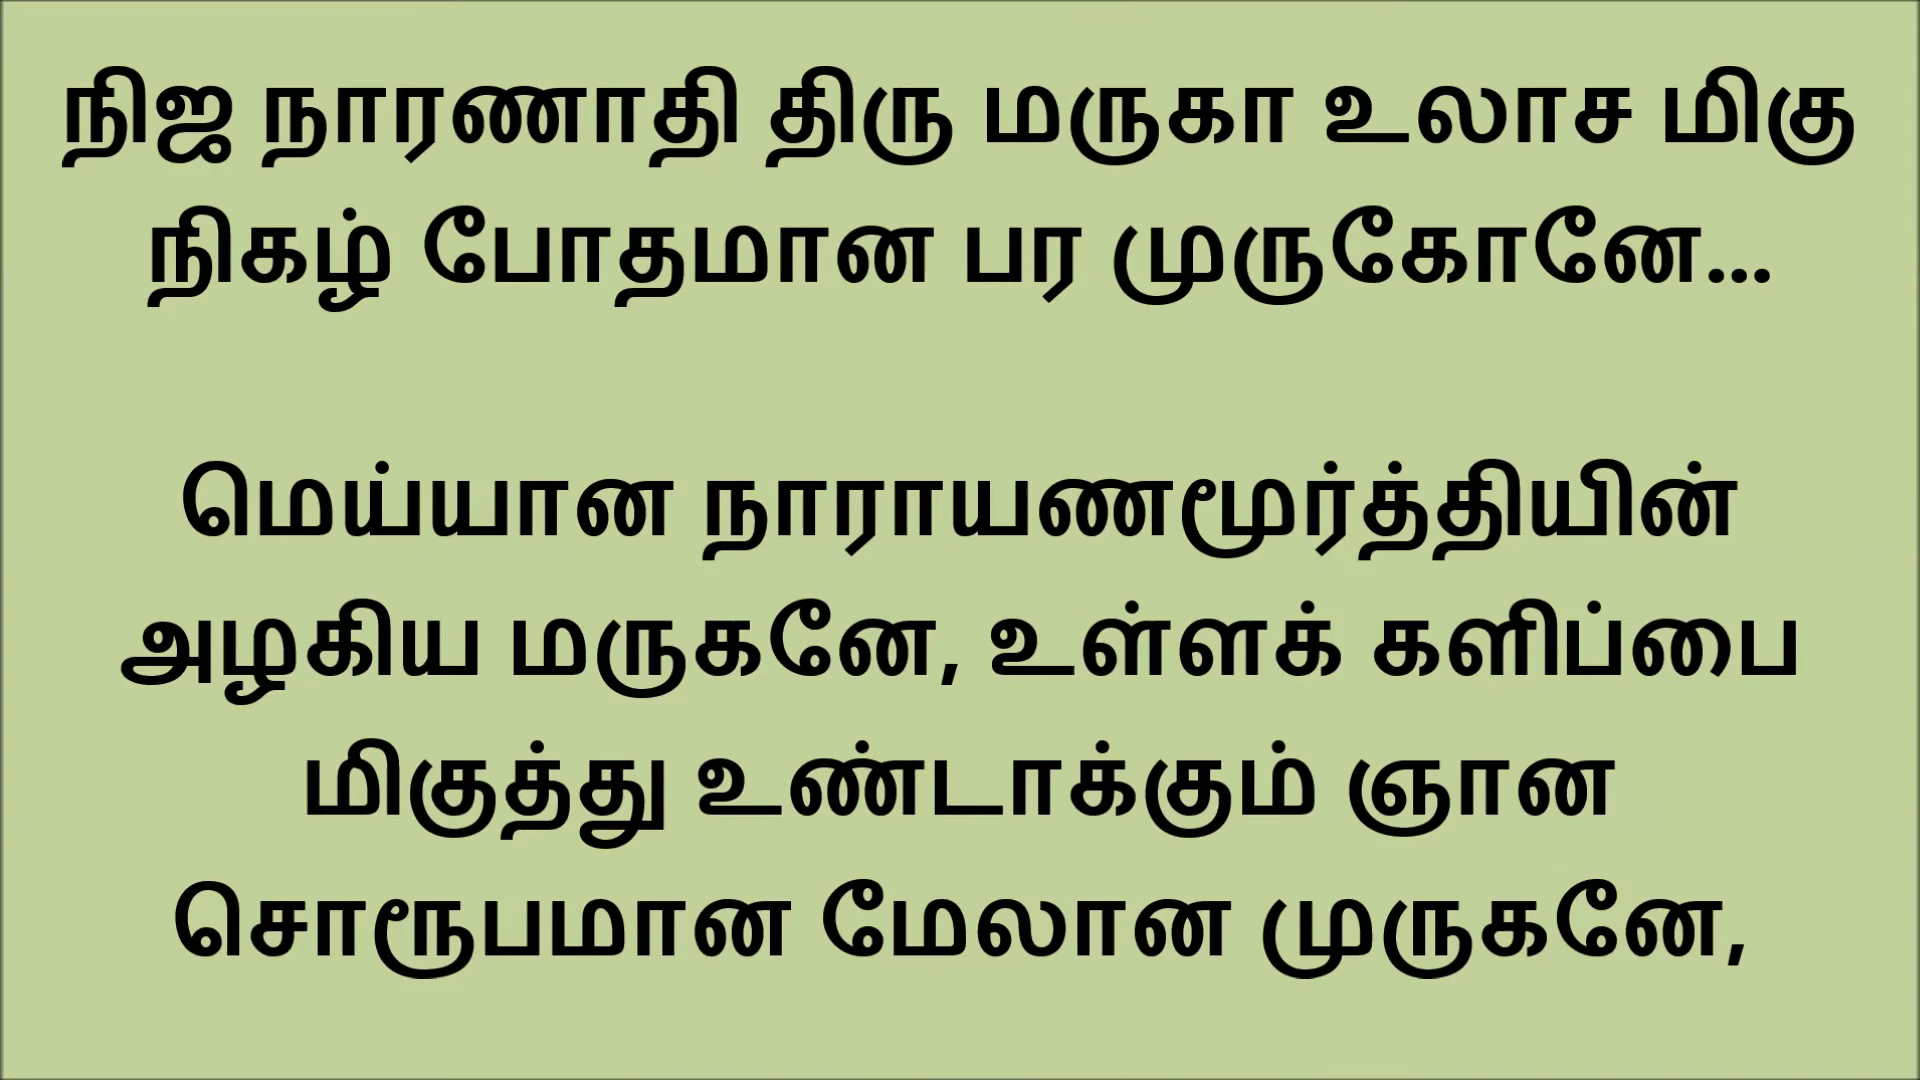 நிஜ நாரணாதி திரு மருகா உலாச மிகு
நிகழ் போதமான பர முருகோனே...
மெய்யான நாராயணமூர்த்தியின்
அழகிய மருகனே, உள்ளக் களிப்பை
மிகுத்து உண்டாக்கும் ஞான
சொரூபமான மேலான முருகனே,